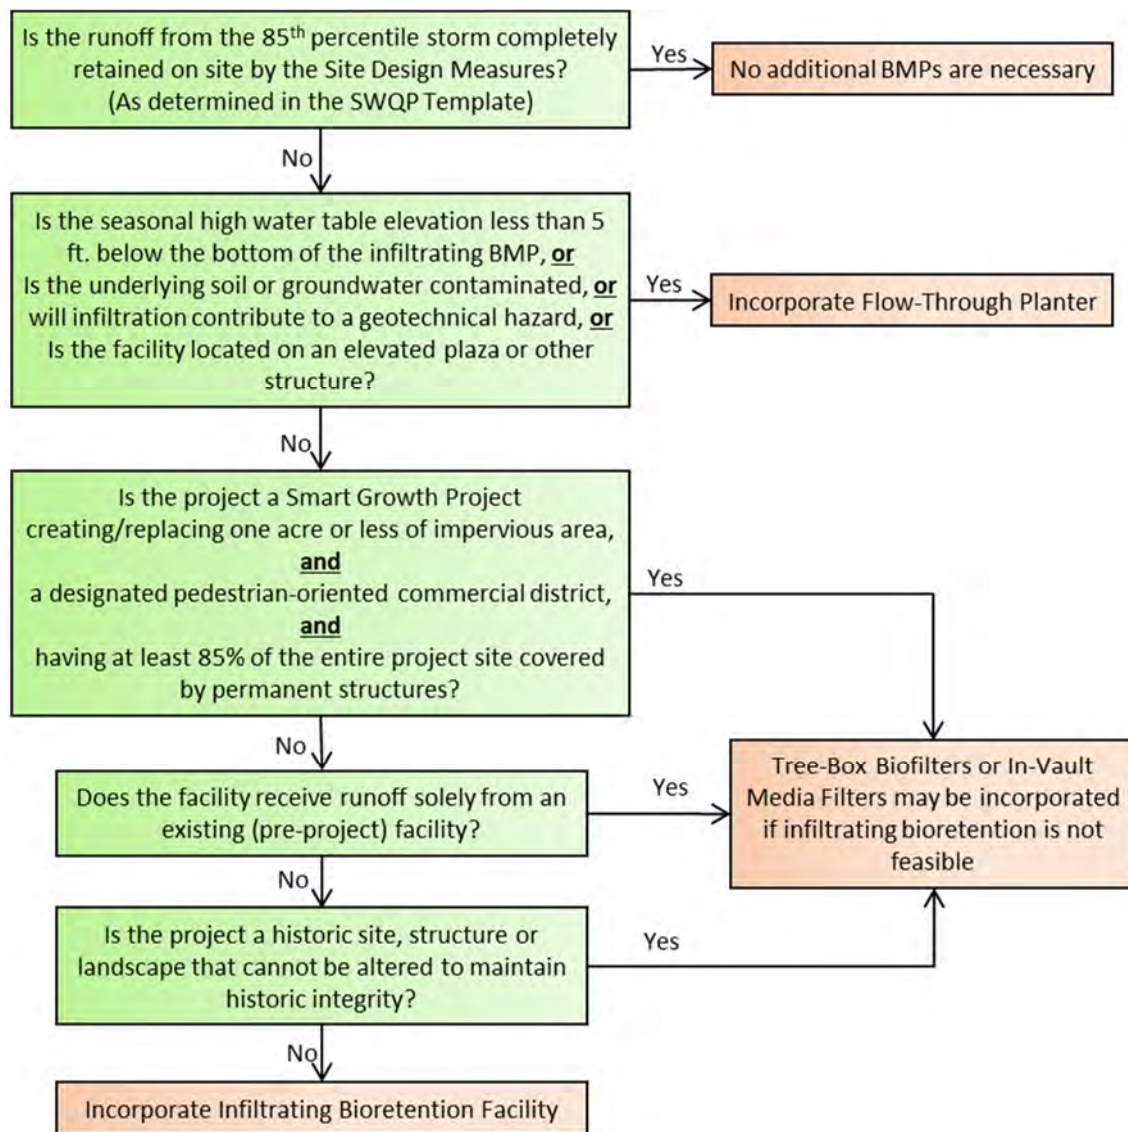 Is the runoff from the 85th percentile storm completely
retained on site by the Site Design Measures?
(As determined in the SWQP Template)
Yes
No additional BMPs are necessary
No
Is the seasonal high water table elevation less than 5
ft. below the bottom of the infiltrating BMP, or
Is the underlying soil or groundwater contaminated, or
will infiltration contribute to a geotechnical hazard, or
Is the facility located on an elevated plaza or other
structure?
Yes
Incorporate Flow-Through Planter
No
Is the project a Smart Growth Project
creating/replacing one acre or less of impervious area,
and
a designated pedestrian-oriented commercial district,
and
having at least 85% of the entire project site covered
by permanent structures?
Yes
No
Does the facility receive runoff solely from an
existing (pre-project) facility?
Yes
Tree-Box Biofilters or In-Vault
Media Filters may be incorporated
if infiltrating bioretention is not
feasible
No
Is the project a historic site, structure or
landscape that cannot be altered to maintain
historic integrity?
Yes
No
Incorporate Infiltrating Bioretention Facility